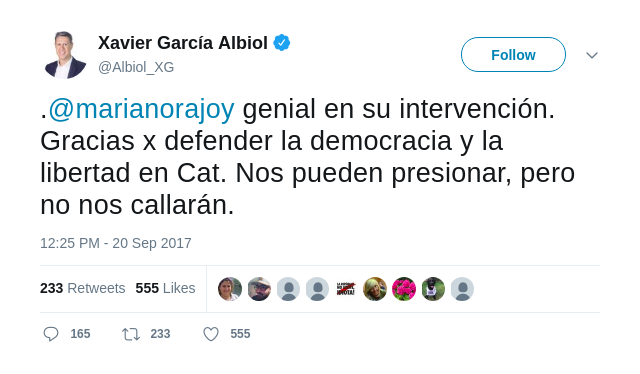 Xavier García Albiol
@Albiol_XG
Follow
.@marianorajoy genial en su intervención.
Gracias x defender la democracia y la
libertad en Cat. Nos pueden presionar, pero
no nos callarán.
12:25 PM - 20 Sep 2017
233 Retweets 555 Likes
165 233 555